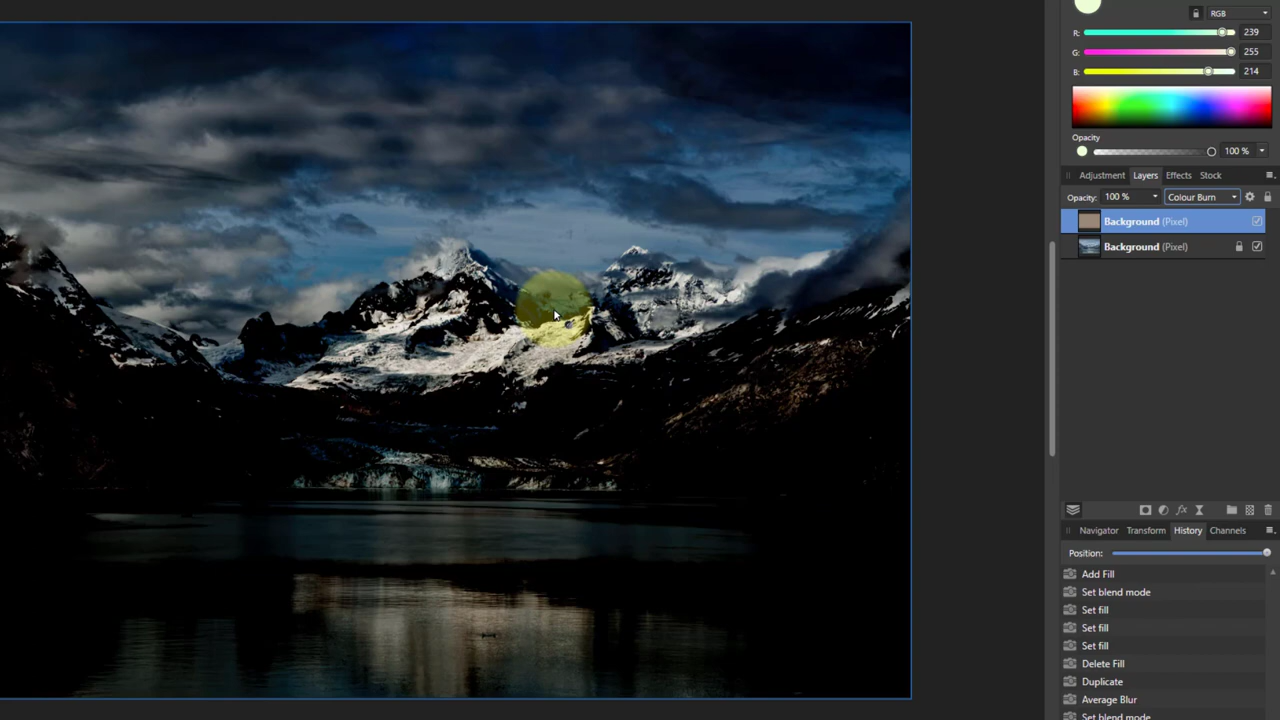 RGB
R: 239
G: 255
B: 214
Opacity
100 %
Adjustment Layers Effects Stock
Opacity: 100 % Colour Burn
Background (Pixel)
Background (Pixel)
fx
Navigator Transform History Channels
Position:
Add Fill
Set blend mode
Set fill
Set fill
Set fill
Delete Fill
Duplicate
Average Blur
Set blend mode